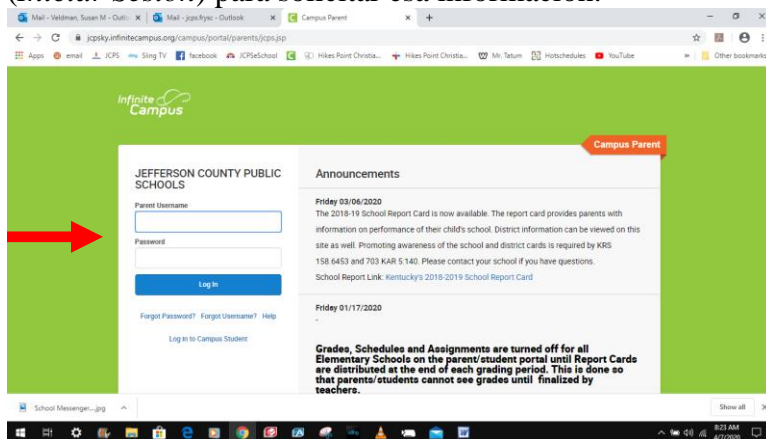 (Iniciar Sesión) para solicitar esa información.
Mail - Veldman, Susan M - Outl
Mail - jcps.frysc - Outlook
Campus Parent
jcpsky.infinitecampus.org/campus/portal/parents/jcps.jsp
Apps email JCPS Sling TV facebook JCPSeSchool Hikes Point Christia... Hikes Point Christia... Mr. Tatum Hotschedules YouTube Other bookmarks
Infinite Campus
Campus Parent
JEFFERSON COUNTY PUBLIC
SCHOOLS
Parent Username
Password
Log In
Forgot Password? Forgot Username? Help
Log in to Campus Student
Announcements
Friday 03/06/2020
The 2018-19 School Report Card is now available. The report card provides parents with
information on performance of their child's school. District information can be viewed on this
site as well. Promoting awareness of the school and district cards is required by KRS
158.6453 and 703 KAR 5:140. Please contact your school if you have questions.
School Report Link: Kentucky's 2018-2019 School Report Card
Friday 01/17/2020
-
Grades, Schedules and Assignments are turned off for all
Elementary Schools on the parent/student portal until Report Cards
are distributed at the end of each grading period. This is done so
that parents/students cannot see grades until finalized by
teachers.
School Messenger....jpg
Show all
8:23 AM
4/7/2020